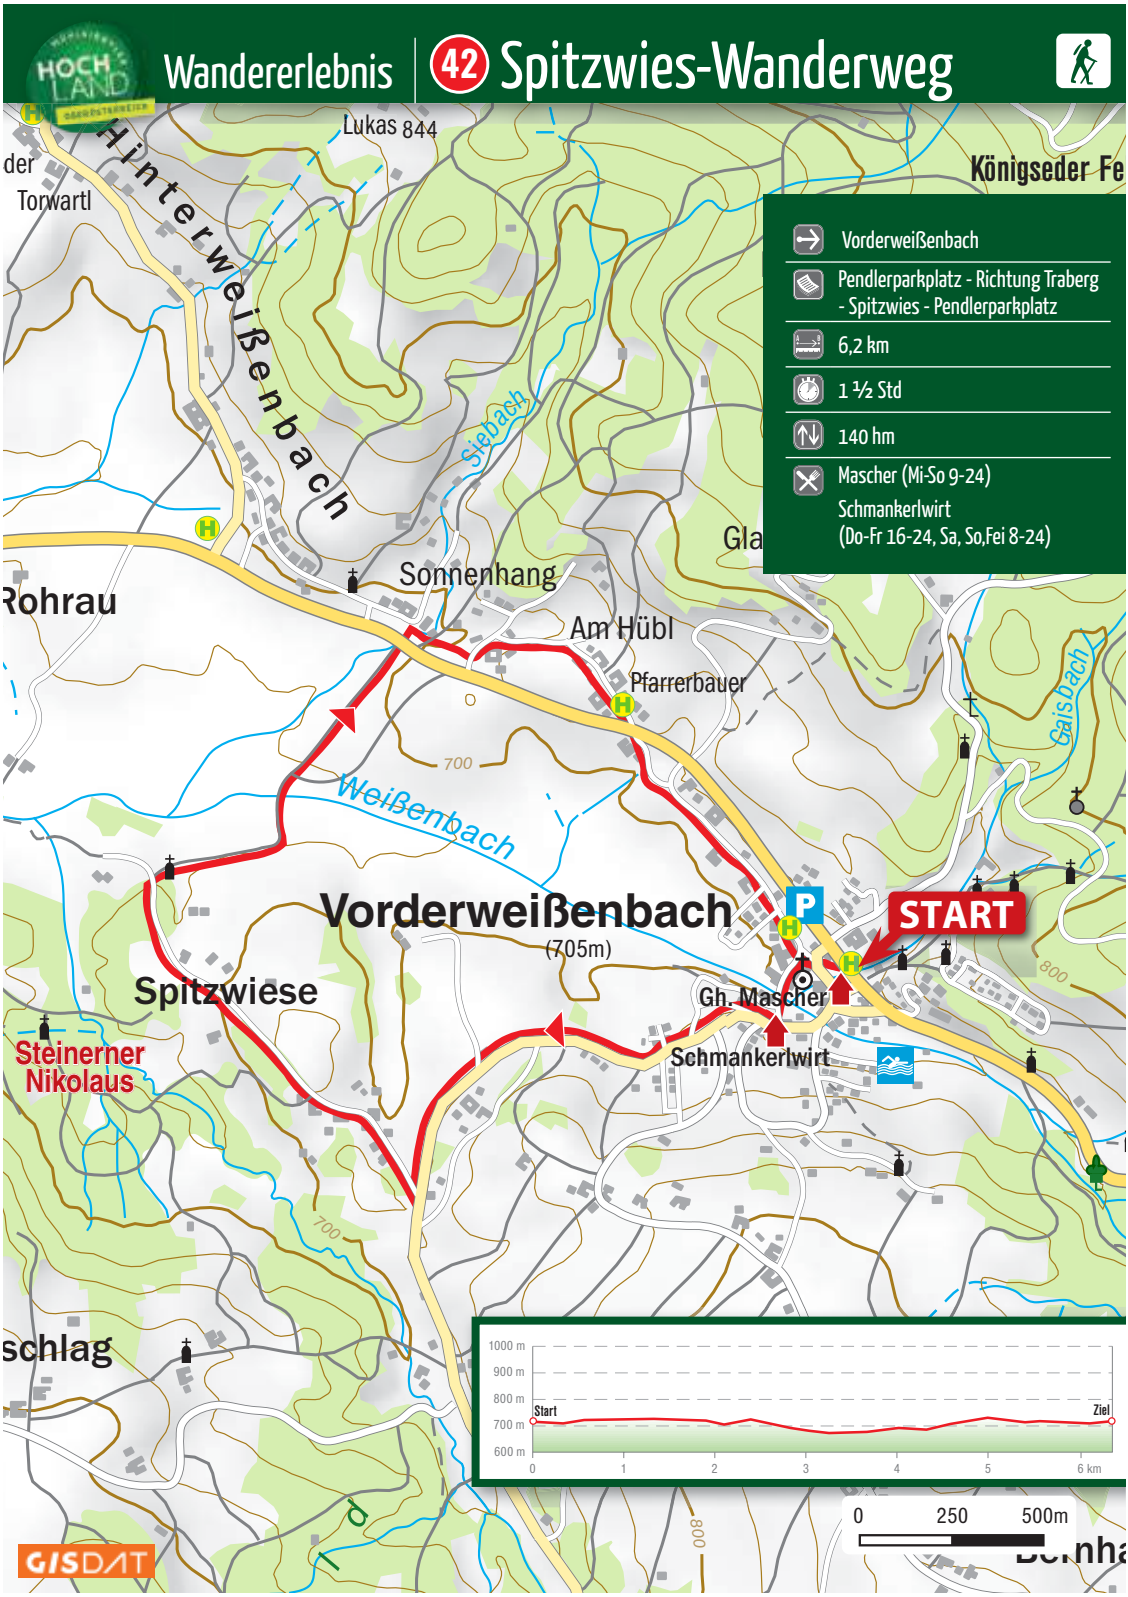 HOCH
LAND
Wandererlebnis
42
Spitzwies-Wanderweg
H
Lukas 844
der
Torwartl
Hinterweißenbach
Königseder Fe
Vorderweißenbach
Pendlerparkplatz - Richtung Traberg
- Spitzwies - Pendlerparkplatz
6,2 km
1 ½ Std
140 hm
Mascher (Mi-So 9-24)
Schmankerlwirt
(Do-Fr 16-24, Sa, So,Fei 8-24)
Siebach
H
Gla
Sonnenhang
Rohrau
Am Hübl
Pfarrerbauer
H
Gaisbach
700
Weißenbach
Vorderweißenbach
(705m)
P
H
START
H
800
Spitzwiese
Gh. Mascher
Steinerner
Nikolaus
Schmankerlwirt
700
schlag
1000 m
900 m
800 m
700 m
600 m
Start
Ziel
0
1
2
3
4
5
6 km
800
0
250
500m
ld
GISDAT